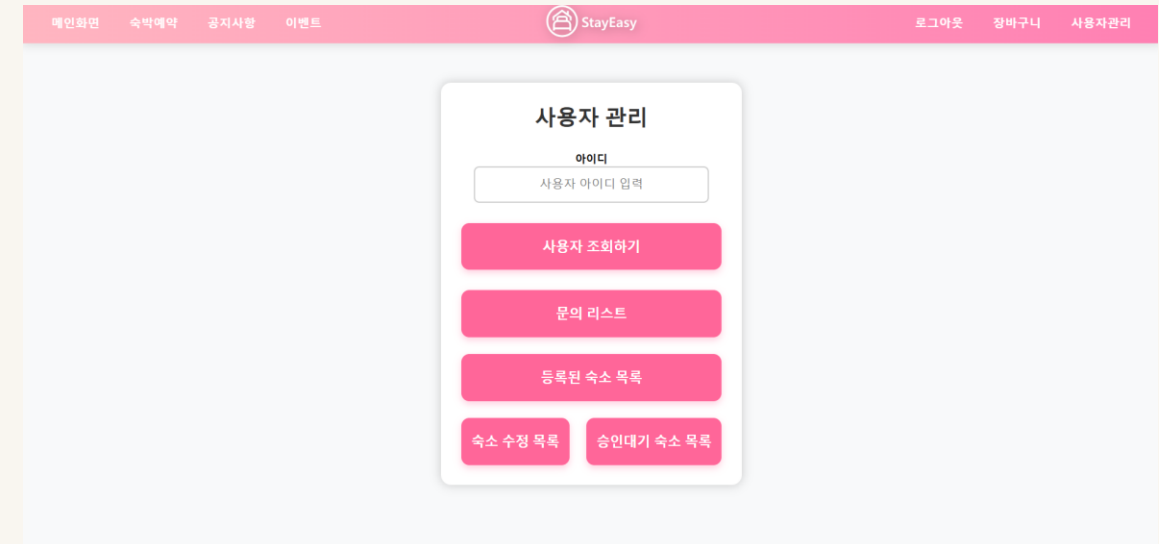 메인화면 숙박예약 공지사항 이벤트 StayEasy 로그아웃 장바구니 사용자관리
사용자 관리
아이디
사용자 아이디 입력
사용자 조회하기
문의 리스트
등록된 숙소 목록
숙소 수정 목록 승인대기 숙소 목록